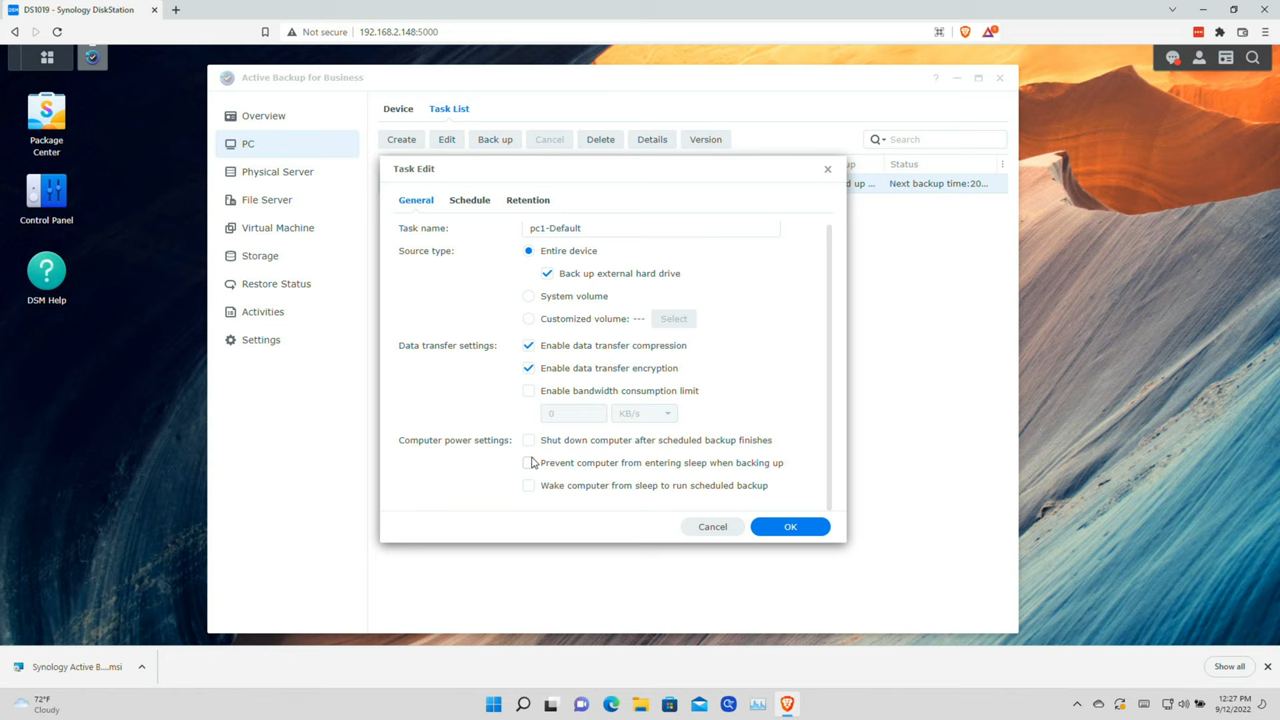 DS1019 - Synology DiskStation
Not secure 192.168.2.148:5000
Active Backup for Business
Package Center
Control Panel
DSM Help
Overview
PC
Physical Server
File Server
Virtual Machine
Storage
Restore Status
Activities
Settings
Device Task List
Create Edit Back up Cancel Delete Details Version Search
up Status
d up ... Next backup time:20...
Task Edit
General Schedule Retention
Task name: pc1-Default
Source type: Entire device
Back up external hard drive
System volume
Customized volume: --- Select
Data transfer settings: Enable data transfer compression
Enable data transfer encryption
Enable bandwidth consumption limit
0 KB/s
Computer power settings: Shut down computer after scheduled backup finishes
Prevent computer from entering sleep when backing up
Wake computer from sleep to run scheduled backup
Cancel OK
Synology Active B....msi
Show all
72°F
Cloudy
12:27 PM
9/12/2022